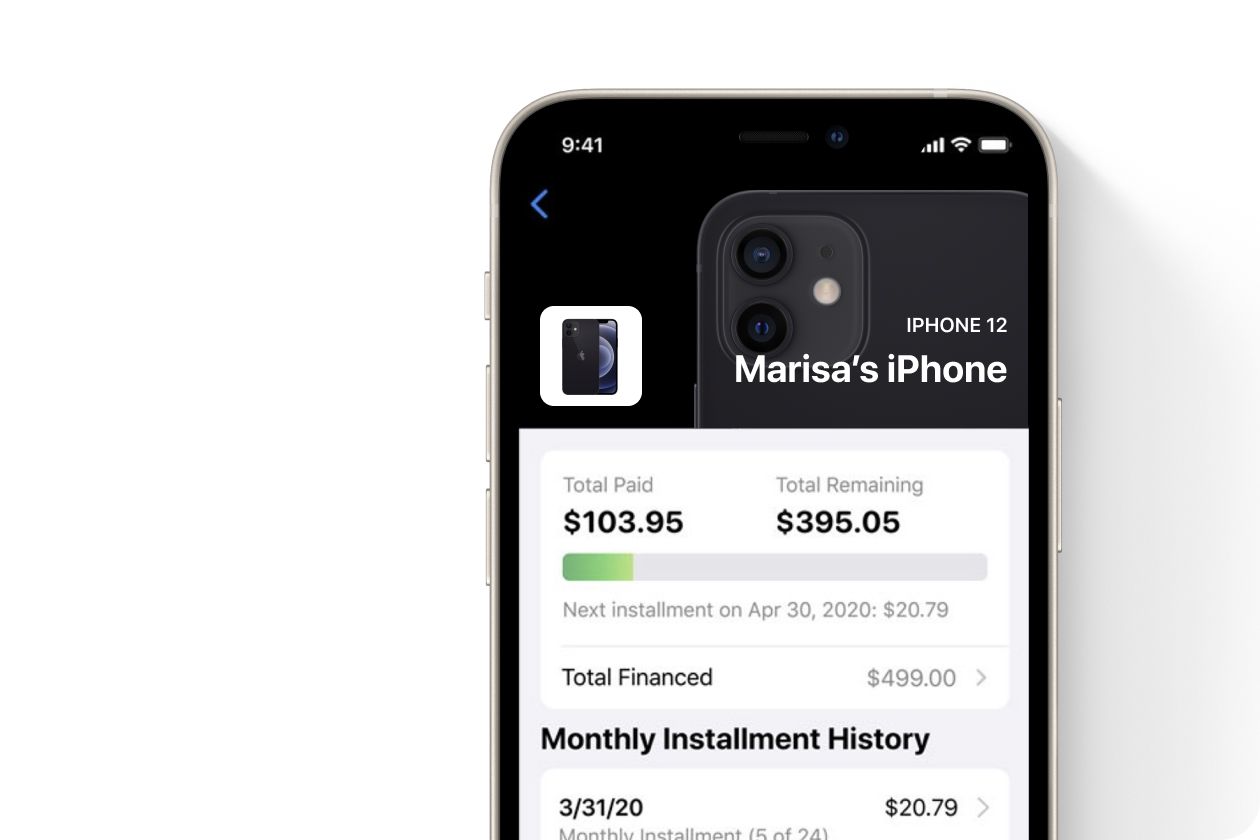 9:41
IPHONE 12
Marisa’s iPhone
Total Paid
Total Remaining
$103.95
$395.05
Next installment on Apr 30, 2020: $20.79
Total Financed
$499.00
Monthly Installment History
3/31/20
$20.79
Monthly Installment (5 of 24)